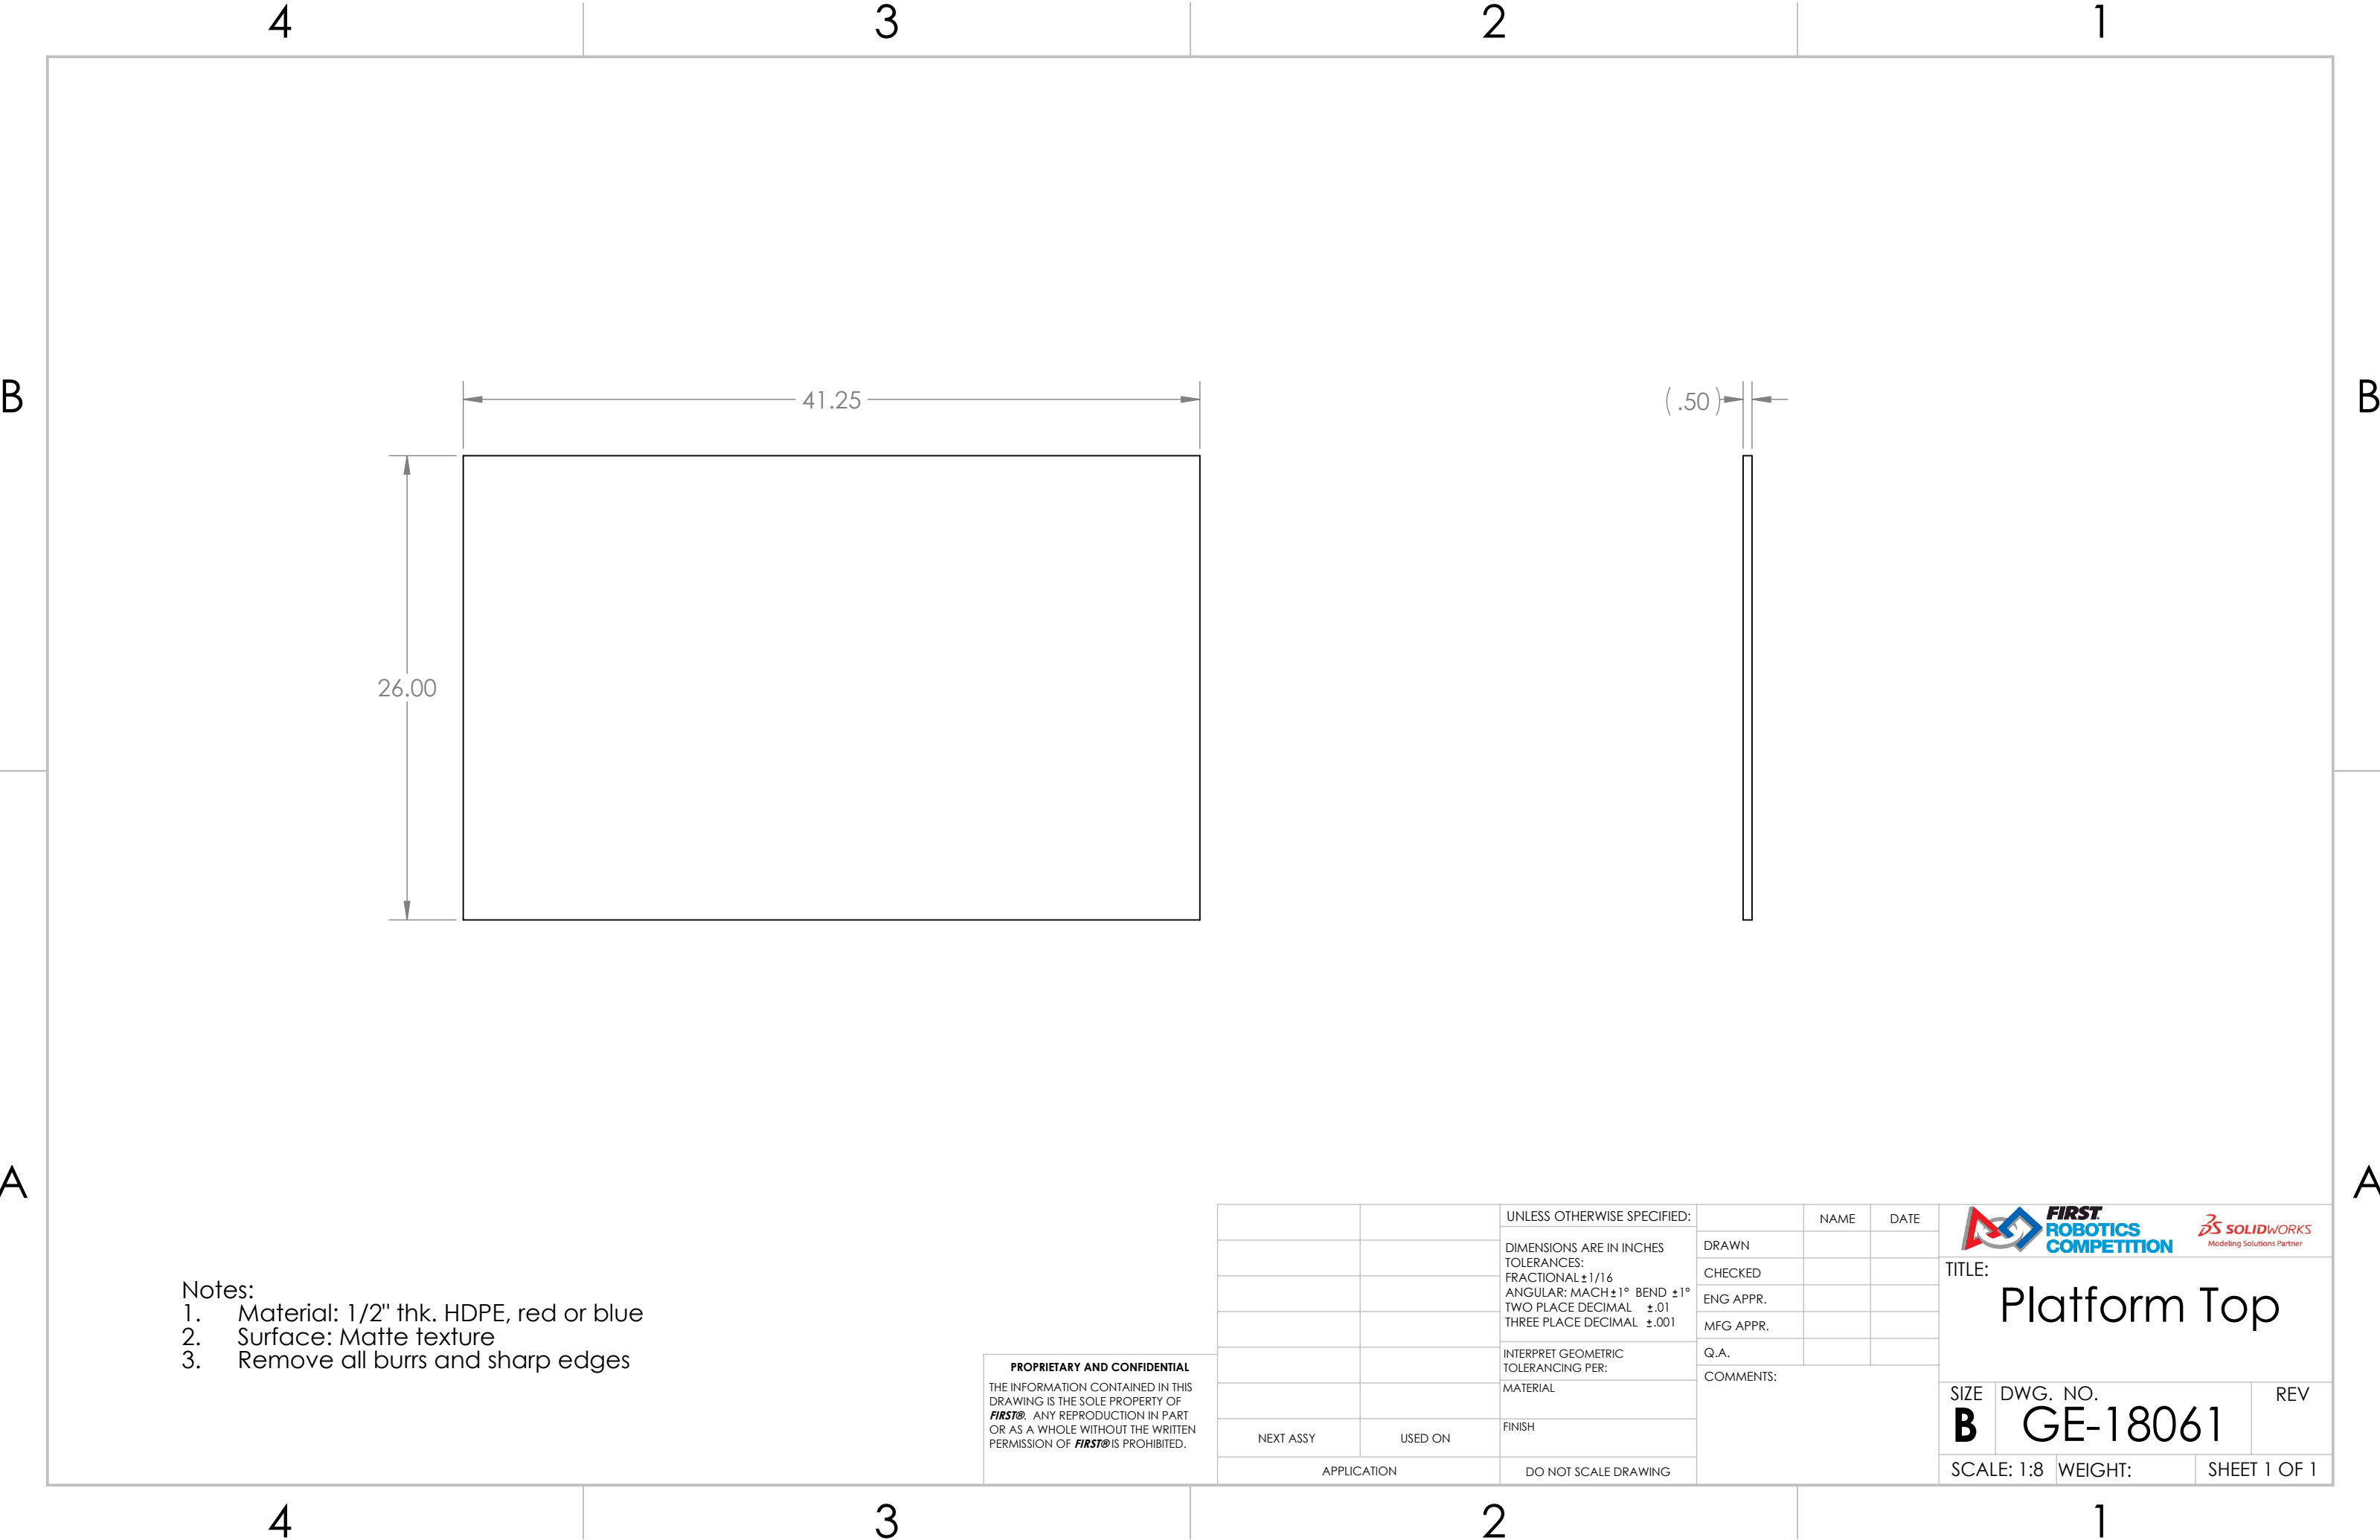 4 3 2 1
B B
41.25
( .50 )
26.00
A A
Notes:
1. Material: 1/2" thk. HDPE, red or blue
2. Surface: Matte texture
3. Remove all burrs and sharp edges
PROPRIETARY AND CONFIDENTIAL
THE INFORMATION CONTAINED IN THIS
DRAWING IS THE SOLE PROPERTY OF
FIRST®. ANY REPRODUCTION IN PART
OR AS A WHOLE WITHOUT THE WRITTEN
PERMISSION OF FIRST® IS PROHIBITED.
NEXT ASSY USED ON
APPLICATION
UNLESS OTHERWISE SPECIFIED:
DIMENSIONS ARE IN INCHES
TOLERANCES:
FRACTIONAL ±1/16
ANGULAR: MACH ±1° BEND ±1°
TWO PLACE DECIMAL ±.01
THREE PLACE DECIMAL ±.001
INTERPRET GEOMETRIC
TOLERANCING PER:
MATERIAL
FINISH
DO NOT SCALE DRAWING
NAME DATE
DRAWN
CHECKED
ENG APPR.
MFG APPR.
Q.A.
COMMENTS:
FIRST®
ROBOTICS
COMPETITION
3DS SOLIDWORKS
Modeling Solutions Partner
TITLE:
Platform Top
SIZE DWG. NO. REV
B GE-18061
SCALE: 1:8 WEIGHT: SHEET 1 OF 1
4 3 2 1